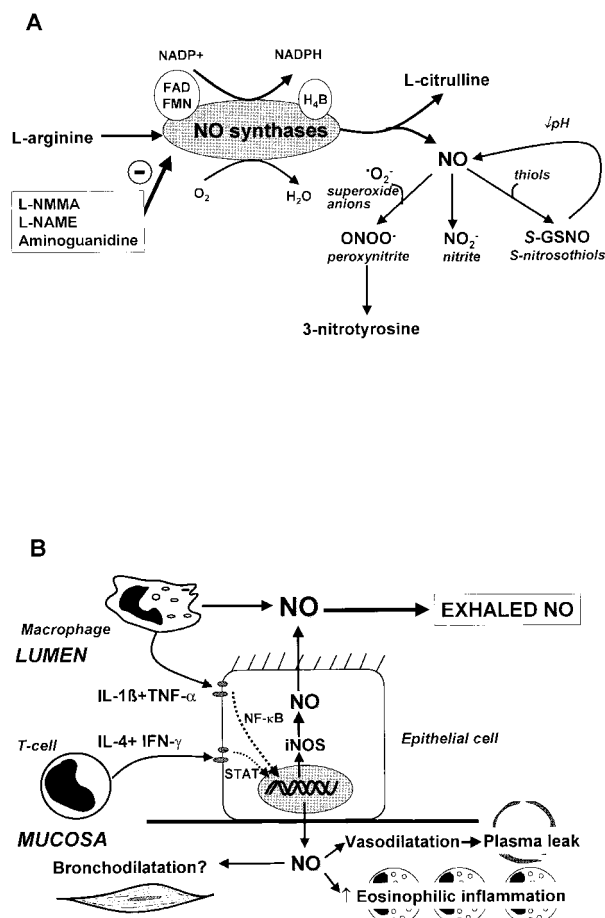 A
NADP+ NADPH
FAD
FMN
H4B
L-citrulline
L-arginine
NO synthases
↓pH
NO
−
O2 H2O
•O2-
superoxide
anions
thiols
L-NMMA
L-NAME
Aminoguanidine
ONOO-
peroxynitrite
NO2-
nitrite
S-GSNO
S-nitrosothiols
3-nitrotyrosine
B
NO
EXHALED NO
Macrophage
LUMEN
IL-1ß+TNF-α
NO
NF-κB
T-cell
IL-4+ IFN-γ
iNOS
Epithelial cell
STAT
MUCOSA
Bronchodilatation?
NO
Vasodilatation
Plasma leak
↑ Eosinophilic inflammation